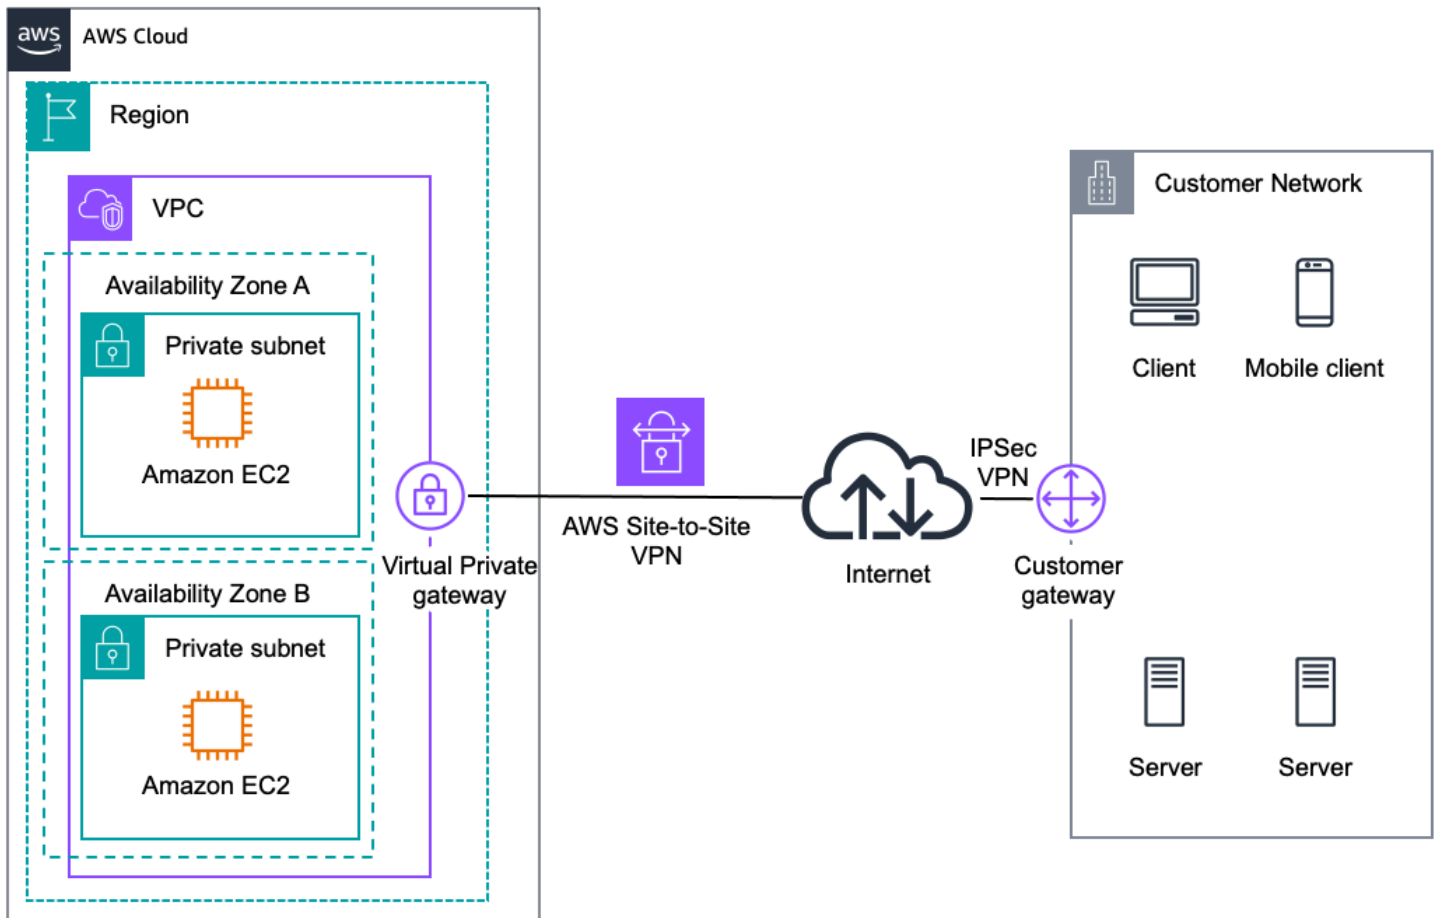 aws
AWS Cloud
Region
VPC
Availability Zone A
Private subnet
Amazon EC2
Virtual Private
gateway
Availability Zone B
Private subnet
Amazon EC2
AWS Site-to-Site
VPN
Internet
IPSec
VPN
Customer
gateway
Customer Network
Client
Mobile client
Server
Server